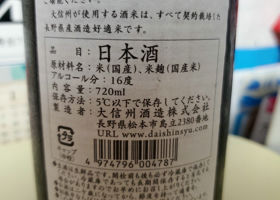 大信州が使用する酒米は、すべて契約栽培した
長野県産酒造好適米です。
品目:日本酒
原材料名:米(国産)、米麹(国産米)
アルコール分:16度
内容量:720ml
保存方法:5℃以下で保存してください。
製造者:大信州酒造株式会社
長野県松本市島立2380番地
URL www.daishinsyu.com
4 974796 004787